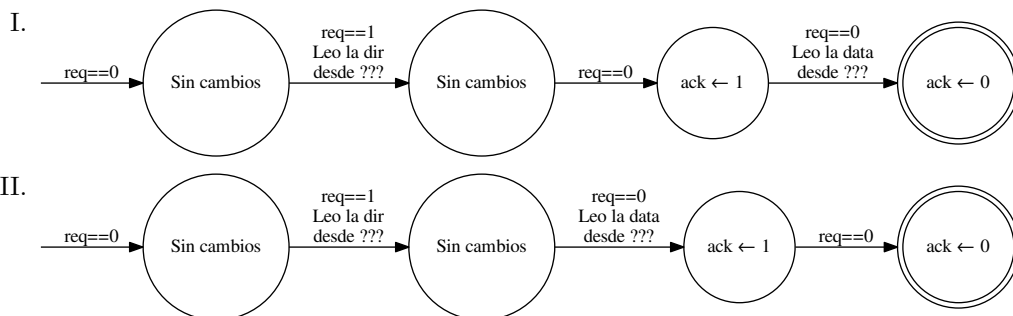 I.
req==0
Sin cambios
req==1
Leo la dir
desde ???
Sin cambios
req==0
ack ← 1
req==0
Leo la data
desde ???
ack ← 0
II.
req==0
Sin cambios
req==1
Leo la dir
desde ???
Sin cambios
req==0
Leo la data
desde ???
ack ← 1
req==0
ack ← 0